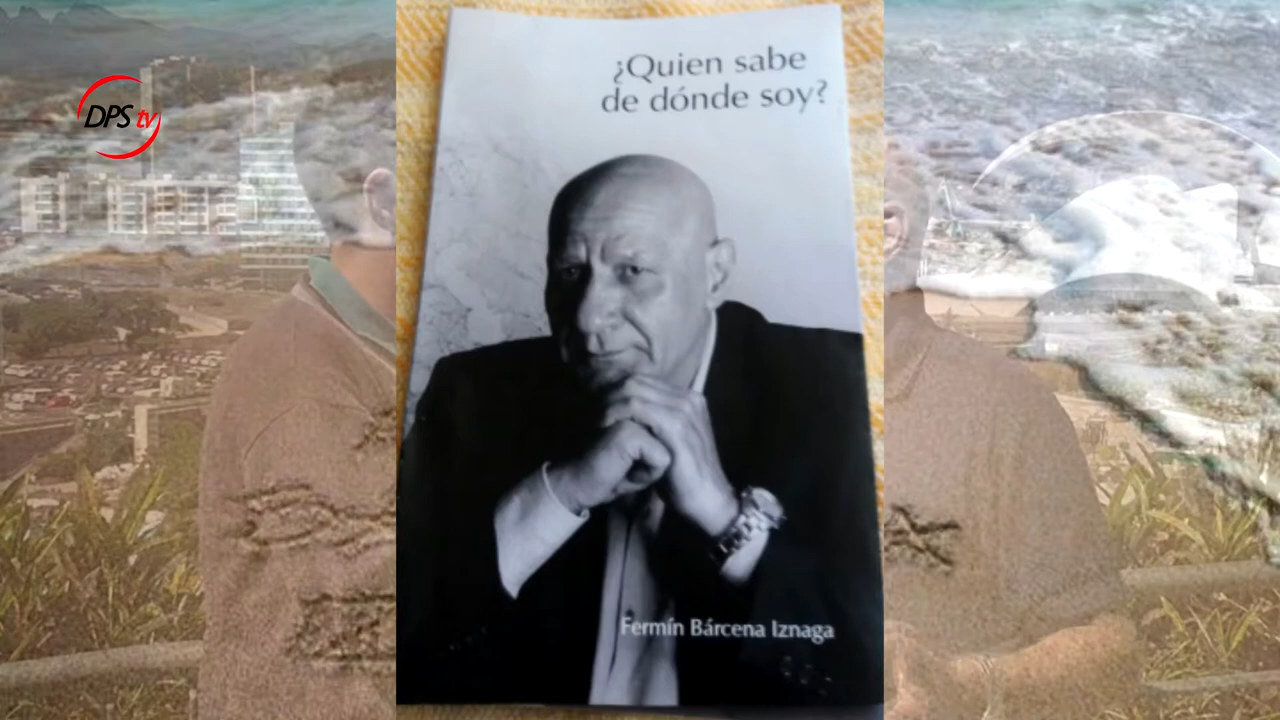 DPS tv
¿Quien sabe
de dónde soy?
Fermín Bárcena Iznaga